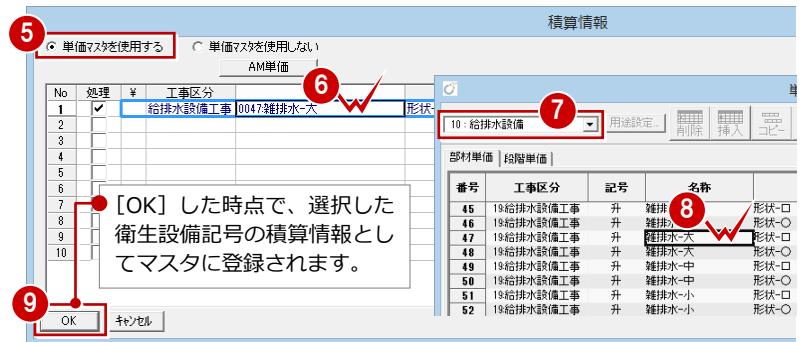 積算情報
5
単価マスタを使用する 単価マスタを使用しない
AM単価
6
No 処理 ¥ 工事区分
1 給排水設備工事 0047:雑排水-大 形状-
2
3
4
5
6
7
8
9
10
［OK］した時点で、選択した
衛生設備記号の積算情報とし
てマスタに登録されます。
9
OK キャンセル
単
7
10 : 給排水設備 用途設定... 削除 挿入 コピー
部材単価 段階単価
番号 工事区分 記号 名称
8
45 19:給排水設備工事 升 雑排 形状-ロ
46 19:給排水設備工事 升 雑排 形状-〇
47 19:給排水設備工事 升 雑排水-大 形状-ロ
48 19:給排水設備工事 升 雑排水-大 形状-〇
49 19:給排水設備工事 升 雑排水-中 形状-ロ
50 19:給排水設備工事 升 雑排水-中 形状-〇
51 19:給排水設備工事 升 雑排水-小 形状-ロ
52 19:給排水設備工事 升 雑排水-小 形状-〇